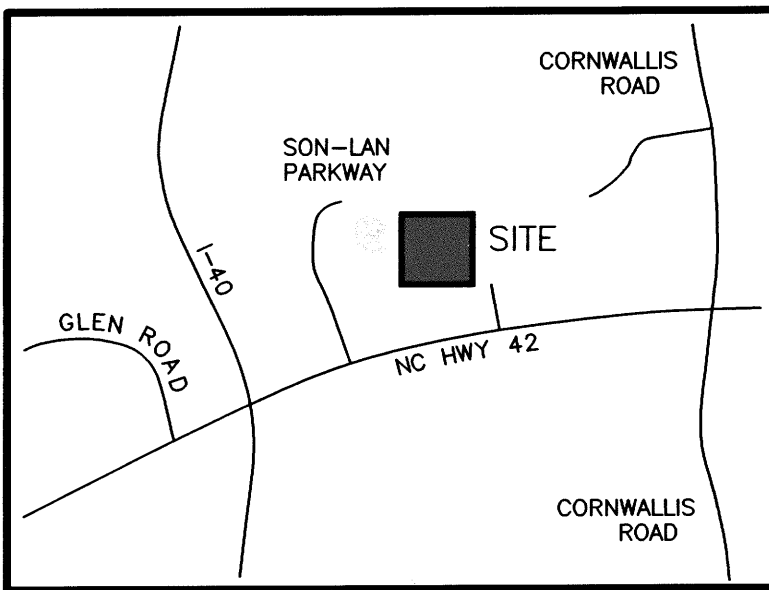 CORNWALLIS
ROAD
SON-LAN
PARKWAY
SITE
I-40
GLEN ROAD
NC HWY 42
CORNWALLIS
ROAD